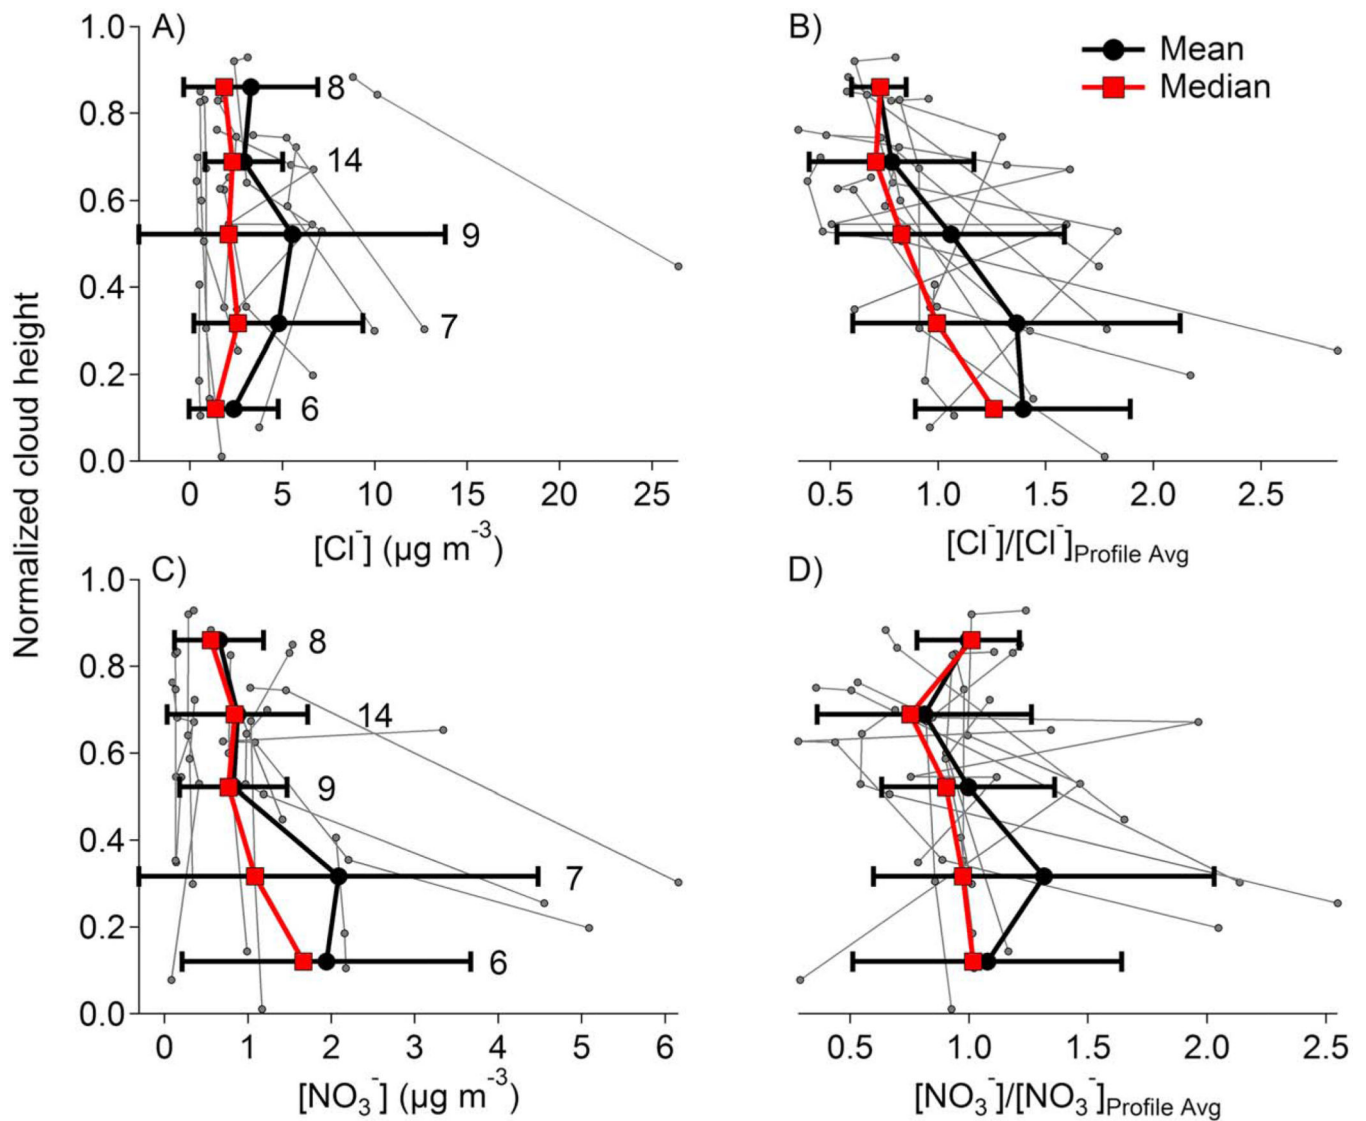 Normalized cloud height
A)
1.0
0.8
0.6
0.4
0.2
0.0
8
14
9
7
6
0 5 10 15 20 25
[Cl⁻] (µg m⁻³)
B)
Mean
Median
0.5 1.0 1.5 2.0 2.5
[Cl⁻]/[Cl⁻]Profile Avg
C)
1.0
0.8
0.6
0.4
0.2
0.0
8
14
9
7
6
0 1 2 3 4 5 6
[NO₃⁻] (µg m⁻³)
D)
0.5 1.0 1.5 2.0 2.5
[NO₃⁻]/[NO₃⁻]Profile Avg